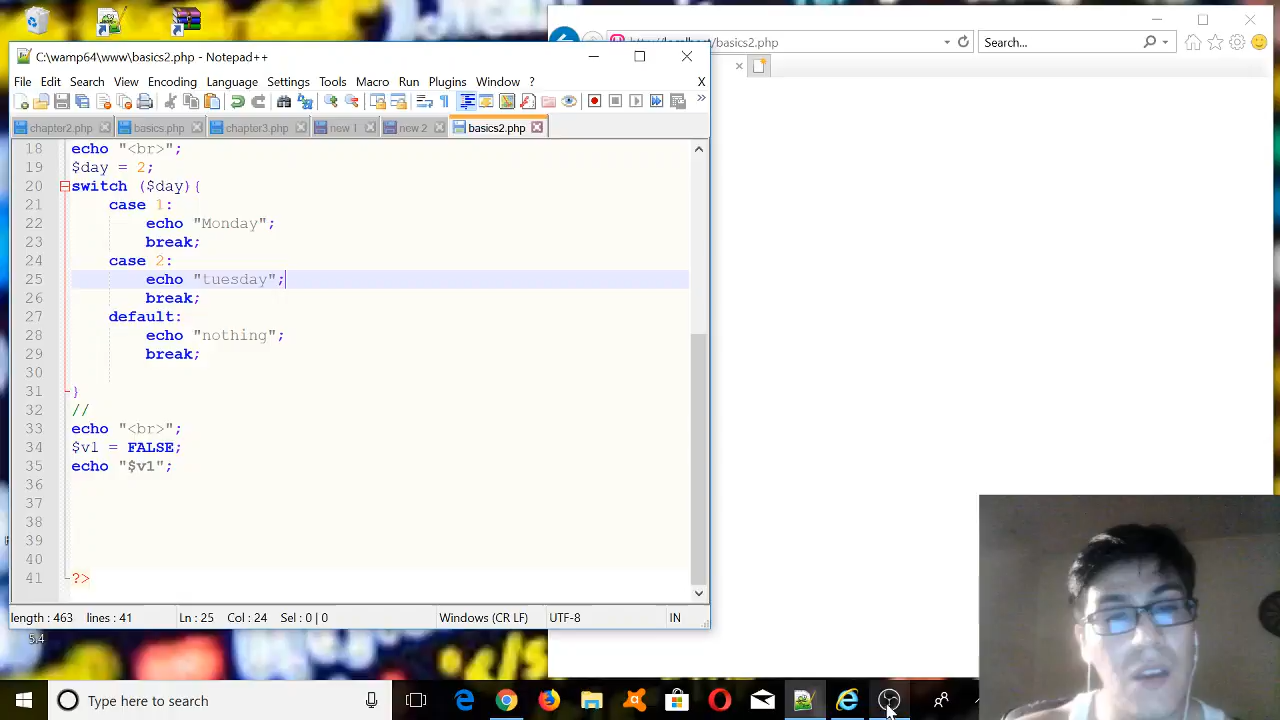 C:\wamp64\www\basics2.php - Notepad++
File Edit Search View Encoding Language Settings Tools Macro Run Plugins Window ? X
chapter2.php basics.php chapter3.php new 1 new 2 basics2.php
18 echo "<br>";
19 $day = 2;
20 switch ($day){
21 case 1:
22 echo "Monday";
23 break;
24 case 2:
25 echo "tuesday";
26 break;
27 default:
28 echo "nothing";
29 break;
30
31 }
32 //
33 echo "<br>";
34 $v1 = FALSE;
35 echo "$v1";
36
37
38
39
40
41 ?>
length : 463 lines : 41 Ln : 25 Col : 24 Sel : 0 | 0 Windows (CR LF) UTF-8 IN
5.4
http://localhost/basics2.php
Search...
Type here to search